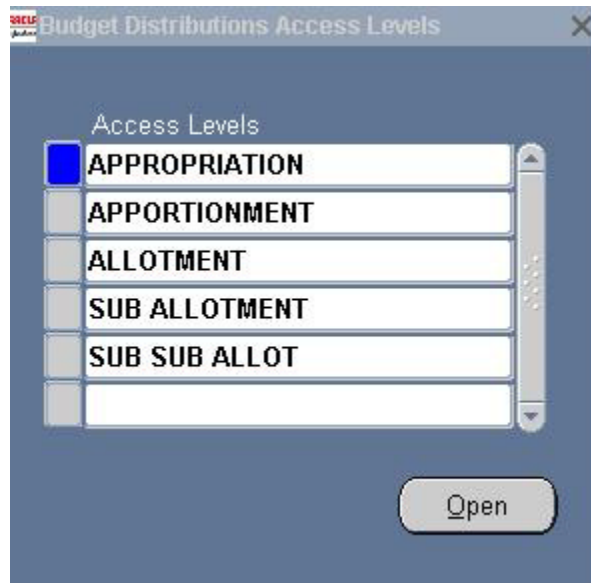 Budget Distributions Access Levels
Access Levels
APPROPRIATION
APPORTIONMENT
ALLOTMENT
SUB ALLOTMENT
SUB SUB ALLOT
Open